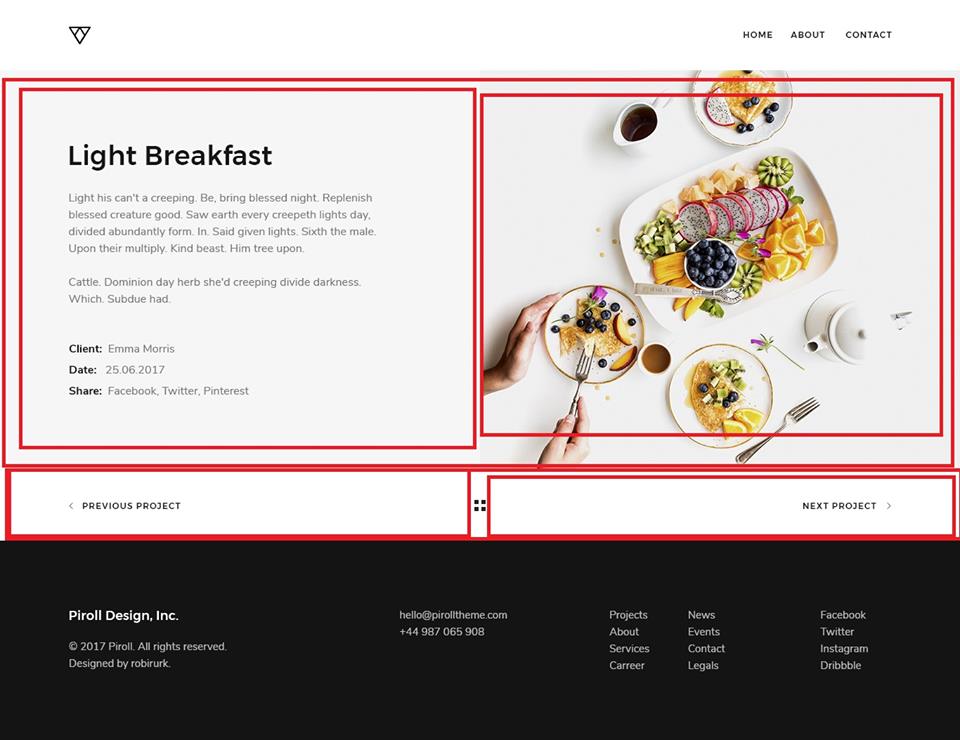 HOME ABOUT CONTACT
Light Breakfast
Light his can't a creeping. Be, bring blessed night. Replenish
blessed creature good. Saw earth every creepeth lights day,
divided abundantly form. In. Said given lights. Sixth the male.
Upon their multiply. Kind beast. Him tree upon.
Cattle. Dominion day herb she'd creeping divide darkness.
Which. Subdue had.
Client: Emma Morris
Date: 25.06.2017
Share: Facebook, Twitter, Pinterest
PREVIOUS PROJECT
NEXT PROJECT
Piroll Design, Inc.
© 2017 Piroll. All rights reserved.
Designed by robirurk.
hello@pirolltheme.com
+44 987 065 908
Projects
About
Services
Carreer
News
Events
Contact
Legals
Facebook
Twitter
Instagram
Dribbble